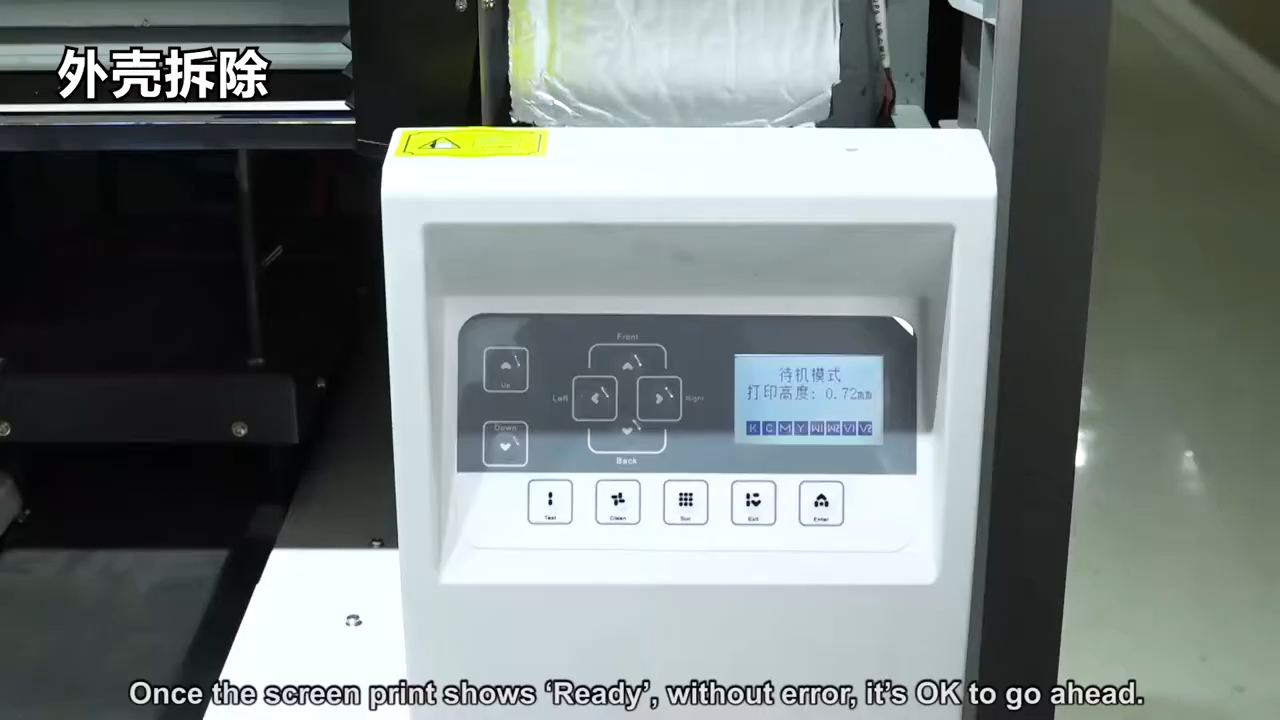 外壳拆除
Front
Up
Left
Right
Down
Back
待机模式
打印高度: 0.72mm
K C M Y W1 W2 V1 V2
Test
Clean
Exit
Enter
Once the screen print shows ‘Ready’, without error, it’s OK to go ahead.